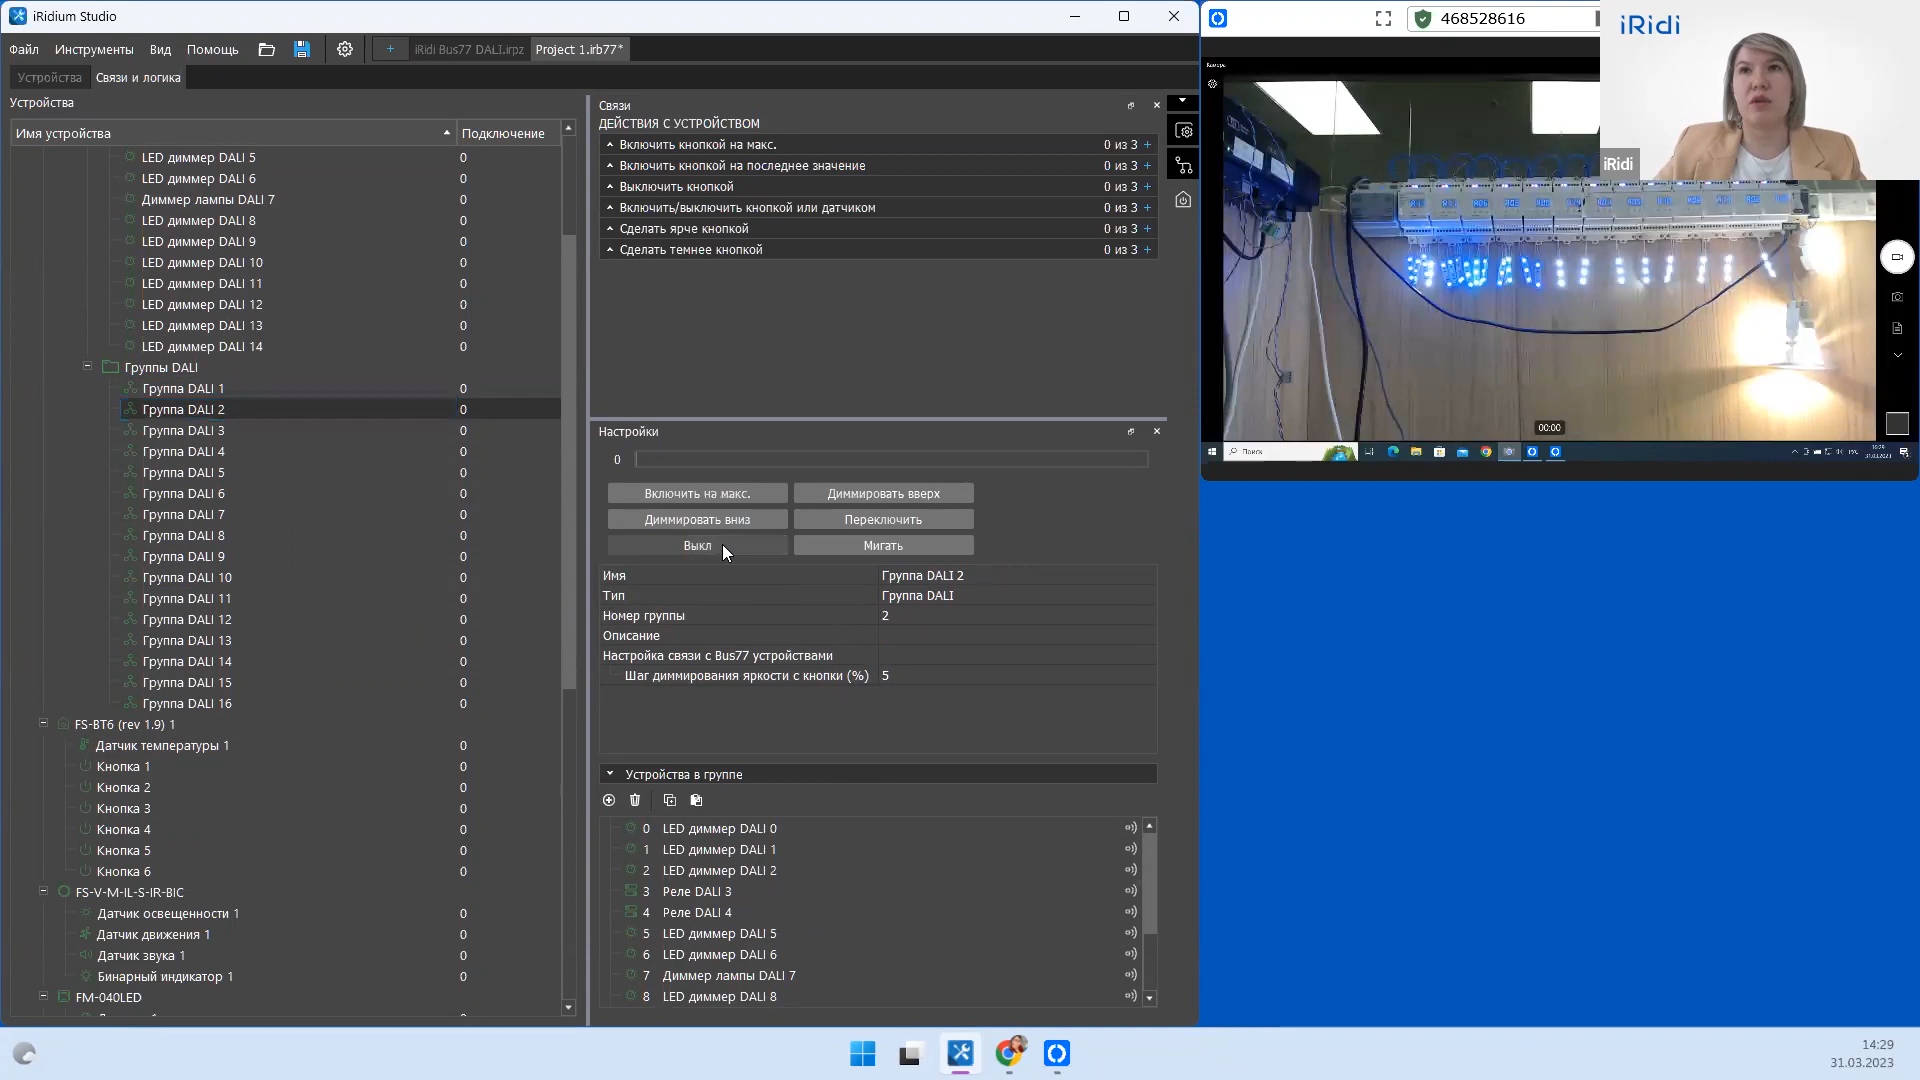 iRidium Studio
Файл Инструменты Вид Помощь
iRidi Bus77 DALI.irpz Project 1.irb77*
Устройства Связи и логика
Устройства
Имя устройства Подключение
LED диммер DALI 5 0
LED диммер DALI 6 0
Диммер лампы DALI 7 0
LED диммер DALI 8 0
LED диммер DALI 9 0
LED диммер DALI 10 0
LED диммер DALI 11 0
LED диммер DALI 12 0
LED диммер DALI 13 0
LED диммер DALI 14 0
Группы DALI
Группа DALI 1 0
Группа DALI 2 0
Группа DALI 3 0
Группа DALI 4 0
Группа DALI 5 0
Группа DALI 6 0
Группа DALI 7 0
Группа DALI 8 0
Группа DALI 9 0
Группа DALI 10 0
Группа DALI 11 0
Группа DALI 12 0
Группа DALI 13 0
Группа DALI 14 0
Группа DALI 15 0
Группа DALI 16 0
FS-BT6 (rev 1.9) 1
Датчик температуры 1 0
Кнопка 1 0
Кнопка 2 0
Кнопка 3 0
Кнопка 4 0
Кнопка 5 0
Кнопка 6 0
FS-V-M-IL-S-IR-BIC
Датчик освещенности 1 0
Датчик движения 1 0
Датчик звука 1 0
Бинарный индикатор 1 0
FM-040LED
Связи
ДЕЙСТВИЯ С УСТРОЙСТВОМ
Включить кнопкой на макс. 0 из 3 +
Включить кнопкой на последнее значение 0 из 3 +
Выключить кнопкой 0 из 3 +
Включить/выключить кнопкой или датчиком 0 из 3 +
Сделать ярче кнопкой 0 из 3 +
Сделать темнее кнопкой 0 из 3 +
Настройки
0
Включить на макс. Диммировать вверх
Диммировать вниз Переключить
Выкл Мигать
Имя Группа DALI 2
Тип Группа DALI
Номер группы 2
Описание
Настройка связи с Bus77 устройствами
Шаг диммирования яркости с кнопки (%) 5
Устройства в группе
0 LED диммер DALI 0
1 LED диммер DALI 1
2 LED диммер DALI 2
3 Реле DALI 3
4 Реле DALI 4
5 LED диммер DALI 5
6 LED диммер DALI 6
7 Диммер лампы DALI 7
8 LED диммер DALI 8
468528616
Камера
iRidi
iRidi
00:00
Поиск
14:29
31.03.2023
14:29
31.03.2023